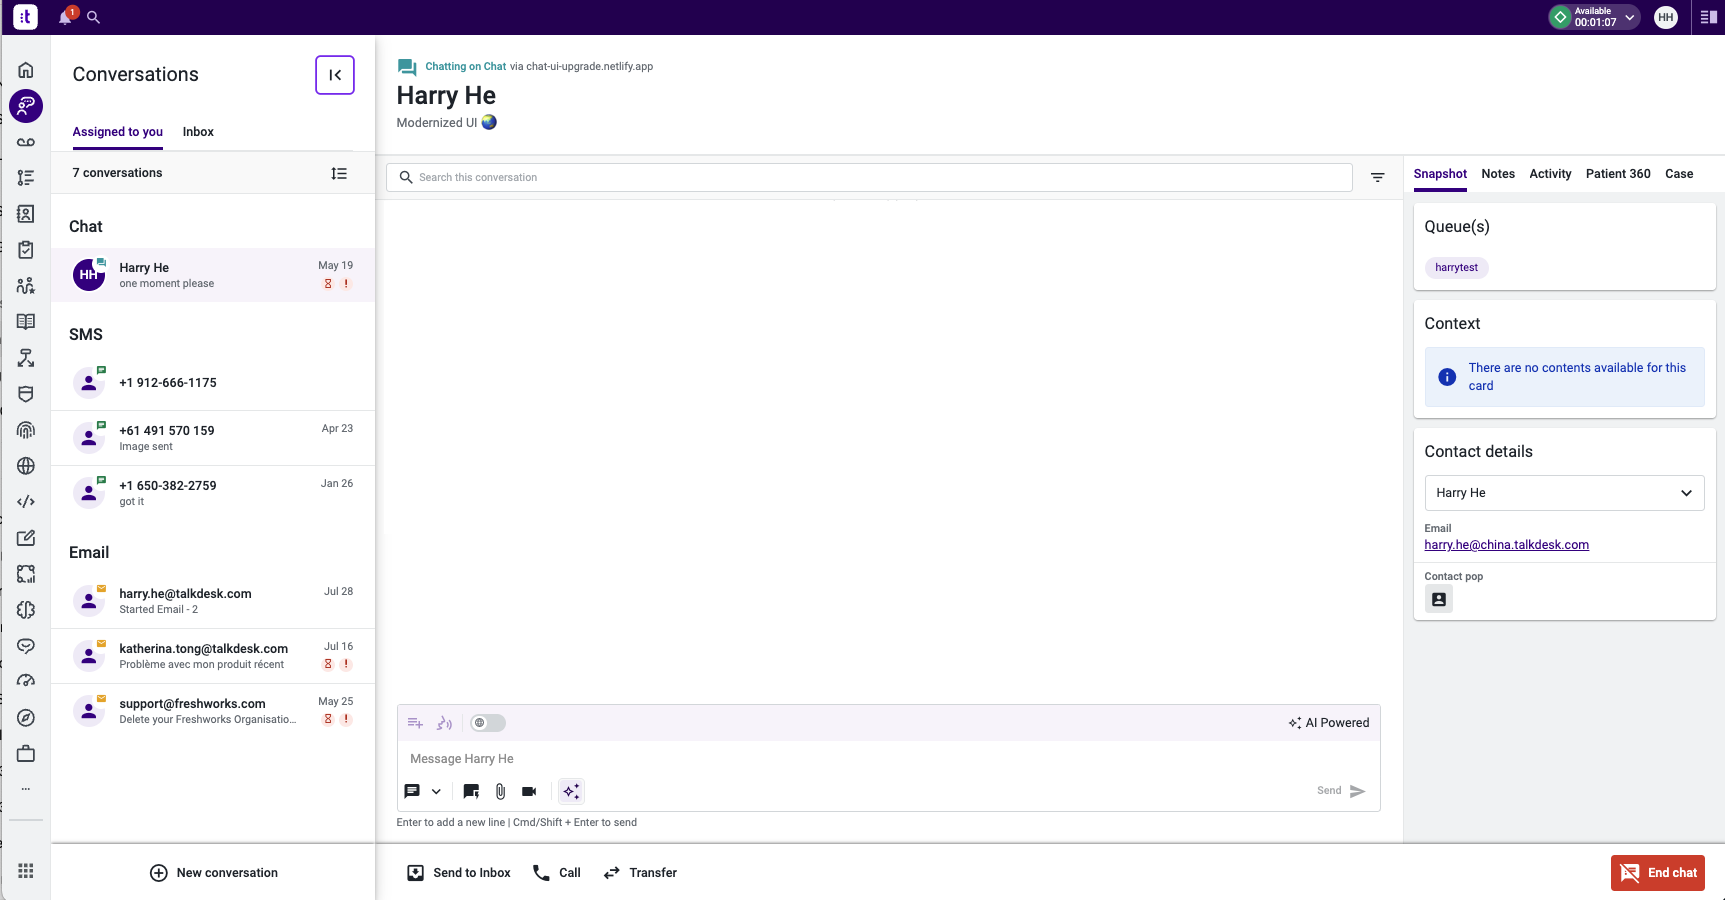 :t
1
Available
00:01:07
HH
Conversations
Assigned to you
Inbox
7 conversations
Chat
HH
Harry He
May 19
one moment please
SMS
+1 912-666-1175
+61 491 570 159
Apr 23
Image sent
+1 650-382-2759
Jan 26
got it
Email
harry.he@talkdesk.com
Jul 28
Started Email - 2
katherina.tong@talkdesk.com
Jul 16
Problème avec mon produit récent
support@freshworks.com
May 25
Delete your Freshworks Organisatio...
New conversation
Chatting on Chat via chat-ui-upgrade.netlify.app
Harry He
Modernized UI
Search this conversation
AI Powered
Message Harry He
Send
Enter to add a new line | Cmd/Shift + Enter to send
Send to Inbox
Call
Transfer
End chat
Snapshot
Notes
Activity
Patient 360
Case
Queue(s)
harrytest
Context
There are no contents available for this
card
Contact details
Harry He
Email
harry.he@china.talkdesk.com
Contact pop